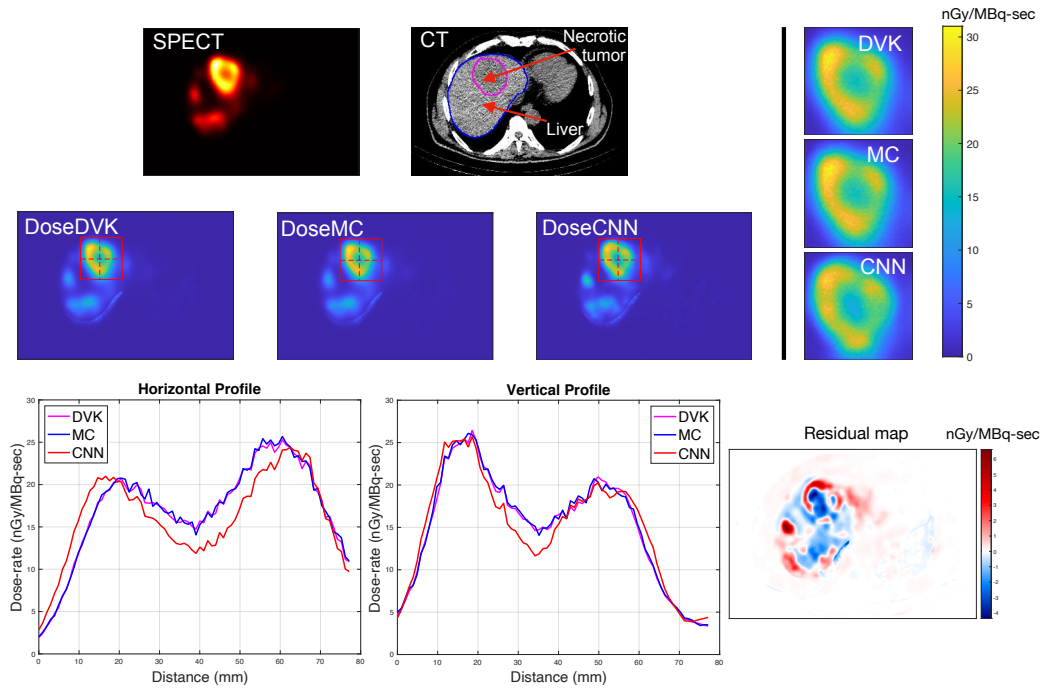 SPECT
CT
Necrotic
tumor
Liver
nGy/MBq-sec
DVK
MC
CNN
30
25
20
15
10
5
0
DoseDVK
DoseMC
DoseCNN
Horizontal Profile
DVK
MC
CNN
Dose-rate (nGy/MBq-sec)
30
25
20
15
10
5
0
0 10 20 30 40 50 60 70 80
Distance (mm)
Vertical Profile
DVK
MC
CNN
Dose-rate (nGy/MBq-sec)
30
25
20
15
10
5
0
0 10 20 30 40 50 60 70 80
Distance (mm)
Residual map
nGy/MBq-sec
6
5
4
3
2
1
0
-1
-2
-3
-4